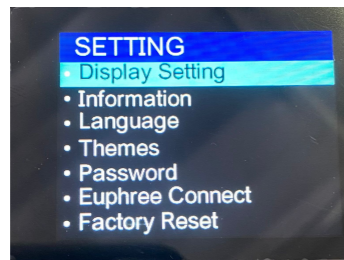 SETTING
• Display Setting
• Information
• Language
• Themes
• Password
• Euphree Connect
• Factory Reset